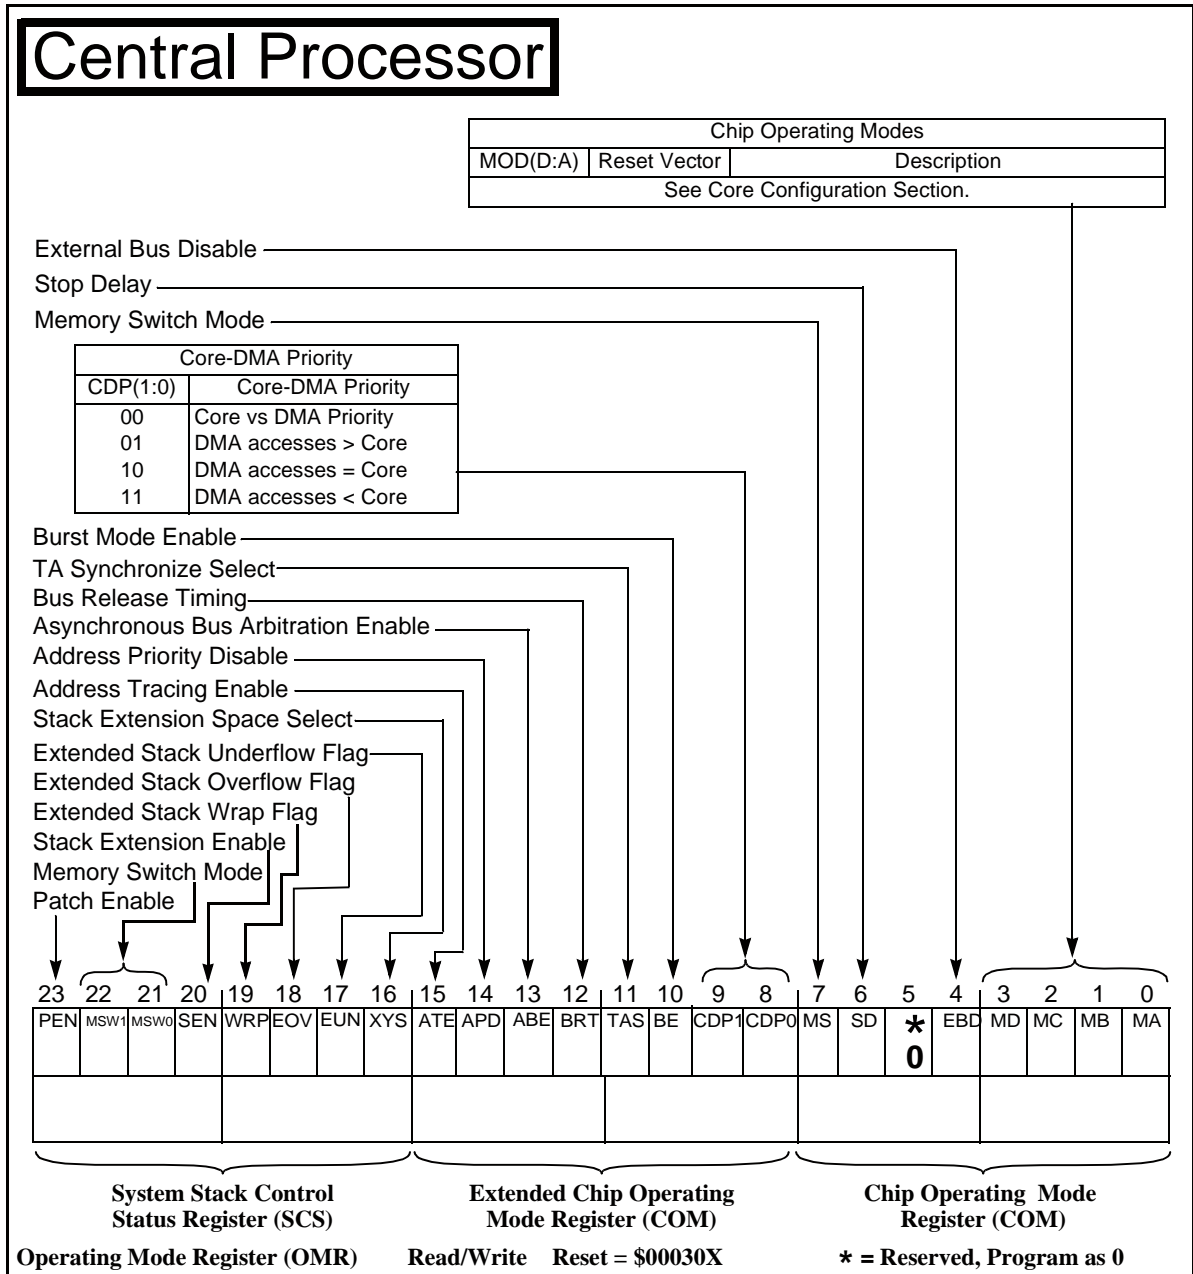 Central Processor
Chip Operating Modes
MOD(D:A) Reset Vector Description
See Core Configuration Section.
External Bus Disable
Stop Delay
Memory Switch Mode
Core-DMA Priority
CDP(1:0) Core-DMA Priority
00 Core vs DMA Priority
01 DMA accesses > Core
10 DMA accesses = Core
11 DMA accesses < Core
Burst Mode Enable
TA Synchronize Select
Bus Release Timing
Asynchronous Bus Arbitration Enable
Address Priority Disable
Address Tracing Enable
Stack Extension Space Select
Extended Stack Underflow Flag
Extended Stack Overflow Flag
Extended Stack Wrap Flag
Stack Extension Enable
Memory Switch Mode
Patch Enable
23 22 21 20 19 18 17 16 15 14 13 12 11 10 9 8 7 6 5 4 3 2 1 0
PEN MSW1 MSW0 SEN WRP EOV EUN XYS ATE APD ABE BRT TAS BE CDP1 CDP0 MS SD * EBD MD MC MB MA
0
System Stack Control Extended Chip Operating Chip Operating Mode
Status Register (SCS) Mode Register (COM) Register (COM)
Operating Mode Register (OMR) Read/Write Reset = $00030X * = Reserved, Program as 0